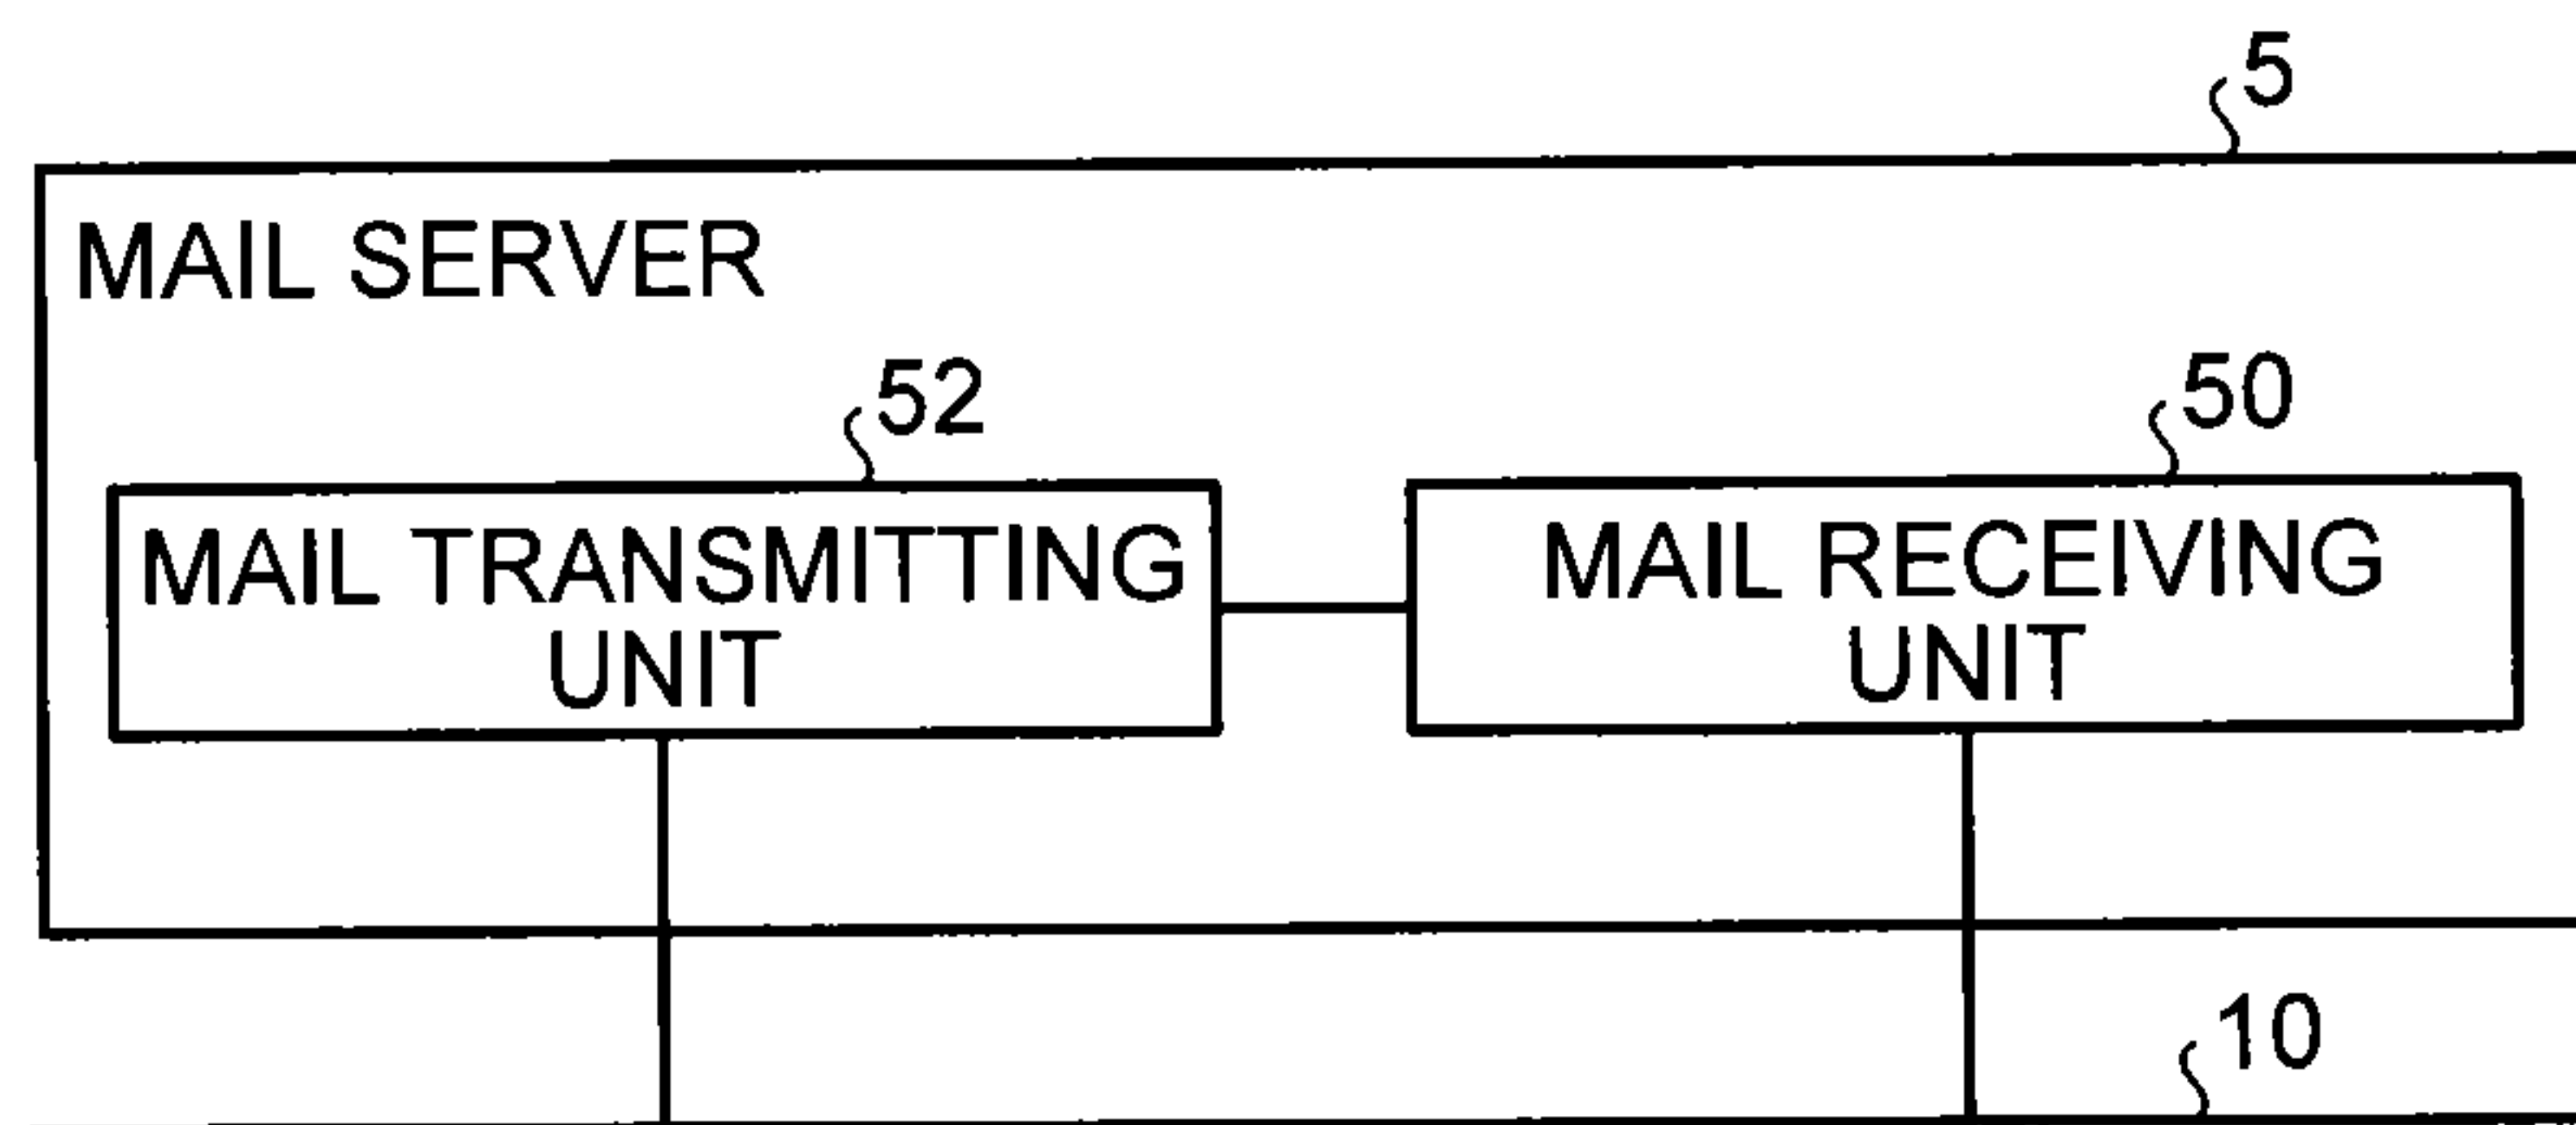 5
MAIL SERVER
52
50
MAIL TRANSMITTING
UNIT
MAIL RECEIVING
UNIT
10